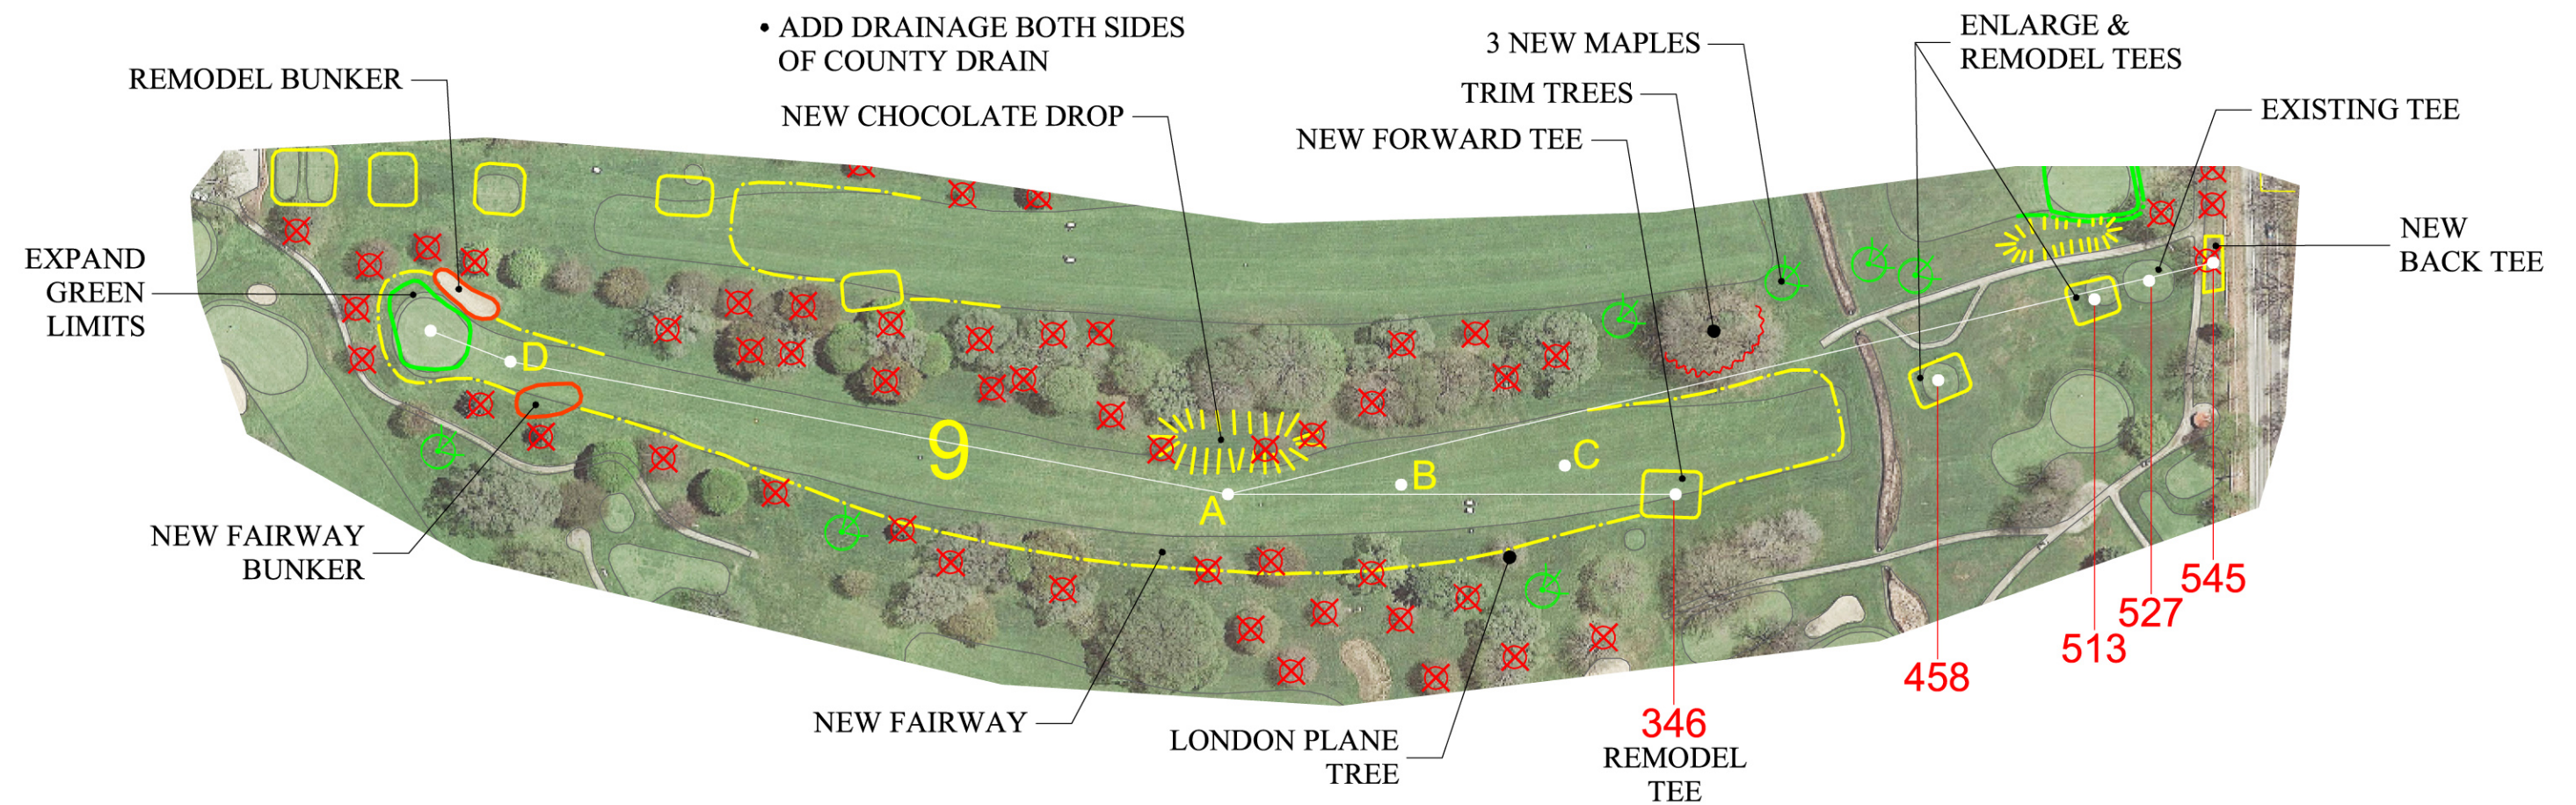 • ADD DRAINAGE BOTH SIDES
OF COUNTY DRAIN
REMODEL BUNKER
NEW CHOCOLATE DROP
3 NEW MAPLES
TRIM TREES
NEW FORWARD TEE
ENLARGE &
REMODEL TEES
EXISTING TEE
NEW
BACK TEE
EXPAND
GREEN
LIMITS
D
9
A
B
C
NEW FAIRWAY
BUNKER
NEW FAIRWAY
LONDON PLANE
TREE
346
REMODEL
TEE
458
513
527
545